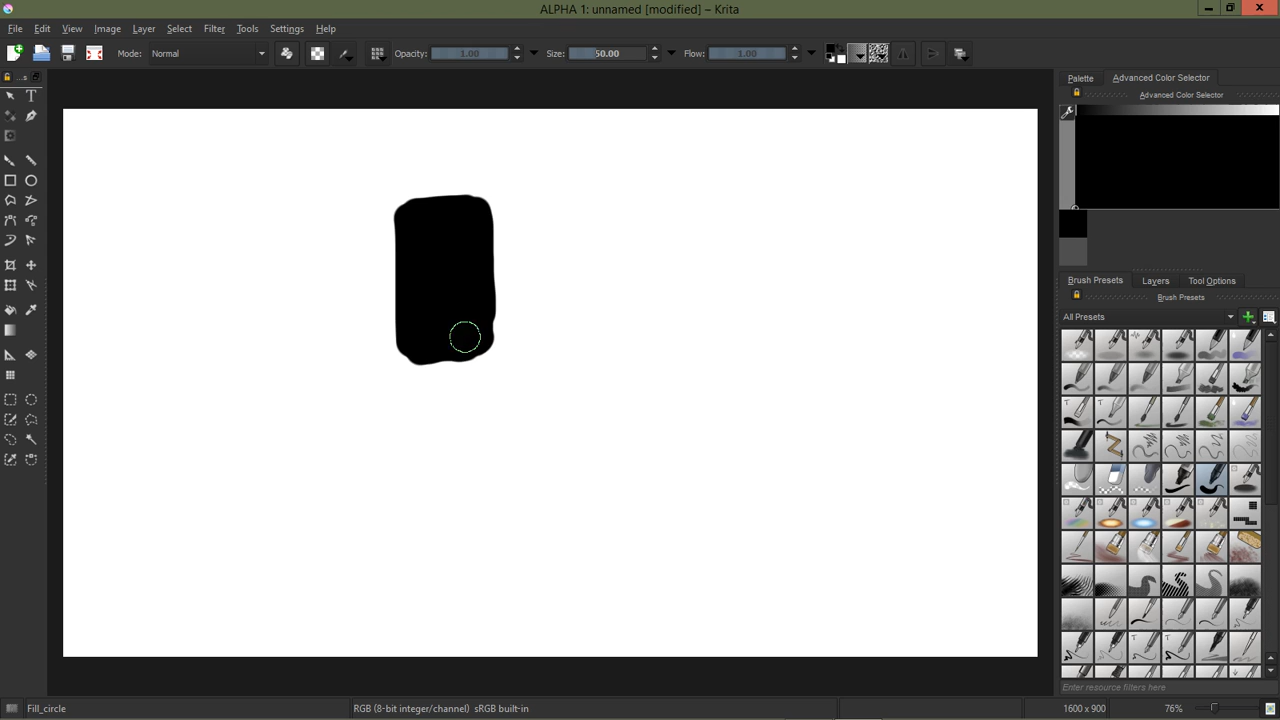 ALPHA 1: unnamed [modified] – Krita
File Edit View Image Layer Select Filter Tools Settings Help
Mode: Normal Opacity: 1.00 Size: 50.00 Flow: 1.00
...s
Palette Advanced Color Selector
Advanced Color Selector
Brush Presets Layers Tool Options
Brush Presets
All Presets
Enter resource filters here
Fill_circle RGB (8-bit integer/channel) sRGB built-in 1600 x 900 76%